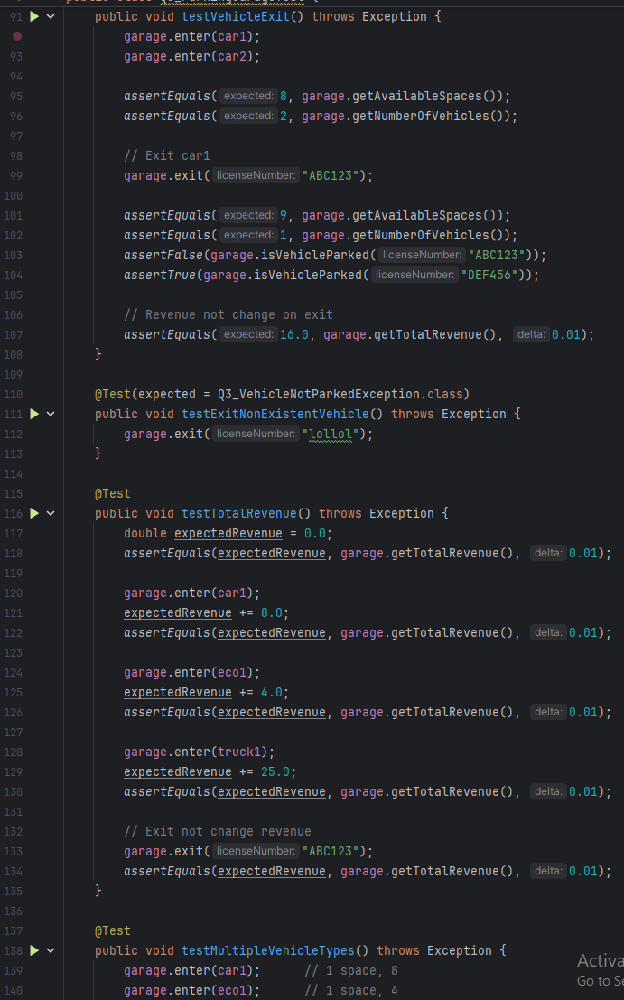 91 public void testVehicleExit() throws Exception {
garage.enter(car1);
93 garage.enter(car2);
94
95 assertEquals( expected: 8, garage.getAvailableSpaces());
96 assertEquals( expected: 2, garage.getNumberOfVehicles());
97
98 // Exit car1
99 garage.exit( licenseNumber: "ABC123");
100
101 assertEquals( expected: 9, garage.getAvailableSpaces());
102 assertEquals( expected: 1, garage.getNumberOfVehicles());
103 assertFalse(garage.isVehicleParked( licenseNumber: "ABC123"));
104 assertTrue(garage.isVehicleParked( licenseNumber: "DEF456"));
105
106 // Revenue not change on exit
107 assertEquals( expected: 16.0, garage.getTotalRevenue(), delta: 0.01);
108 }
109
110 @Test(expected = Q3_VehicleNotParkedException.class)
111 public void testExitNonExistentVehicle() throws Exception {
112 garage.exit( licenseNumber: "lollol");
113 }
114
115 @Test
116 public void testTotalRevenue() throws Exception {
117 double expectedRevenue = 0.0;
118 assertEquals(expectedRevenue, garage.getTotalRevenue(), delta: 0.01);
119
120 garage.enter(car1);
121 expectedRevenue += 8.0;
122 assertEquals(expectedRevenue, garage.getTotalRevenue(), delta: 0.01);
123
124 garage.enter(eco1);
125 expectedRevenue += 4.0;
126 assertEquals(expectedRevenue, garage.getTotalRevenue(), delta: 0.01);
127
128 garage.enter(truck1);
129 expectedRevenue += 25.0;
130 assertEquals(expectedRevenue, garage.getTotalRevenue(), delta: 0.01);
131
132 // Exit not change revenue
133 garage.exit( licenseNumber: "ABC123");
134 assertEquals(expectedRevenue, garage.getTotalRevenue(), delta: 0.01);
135 }
136
137 @Test
138 public void testMultipleVehicleTypes() throws Exception {
139 garage.enter(car1); // 1 space, 8
140 garage.enter(eco1); // 1 space, 4
Activa
Go to Se